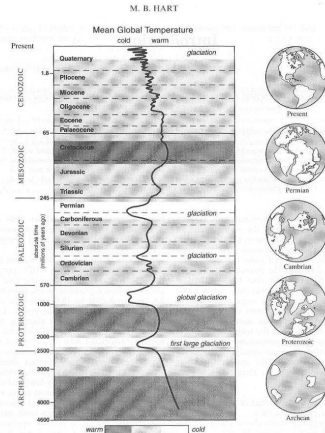 M. B. HART
Mean Global Temperature
cold warm
Present
glaciation
Quaternary
1.8
Pliocene
Miocene
Oligocene
Eocene
Palaeocene
CENOZOIC
65
Cretaceous
Jurassic
Triassic
MESOZOIC
245
Permian
glaciation
Carboniferous
Devonian
Silurian
glaciation
Ordovician
Cambrian
PALEOZOIC
absolute time
(millions of years ago)
570
global glaciation
1000
PROTEROZOIC
2000
first large glaciation
2500
3000
ARCHEAN
4000
4600
warm cold
Present
Permian
Cambrian
Proterozoic
Archean